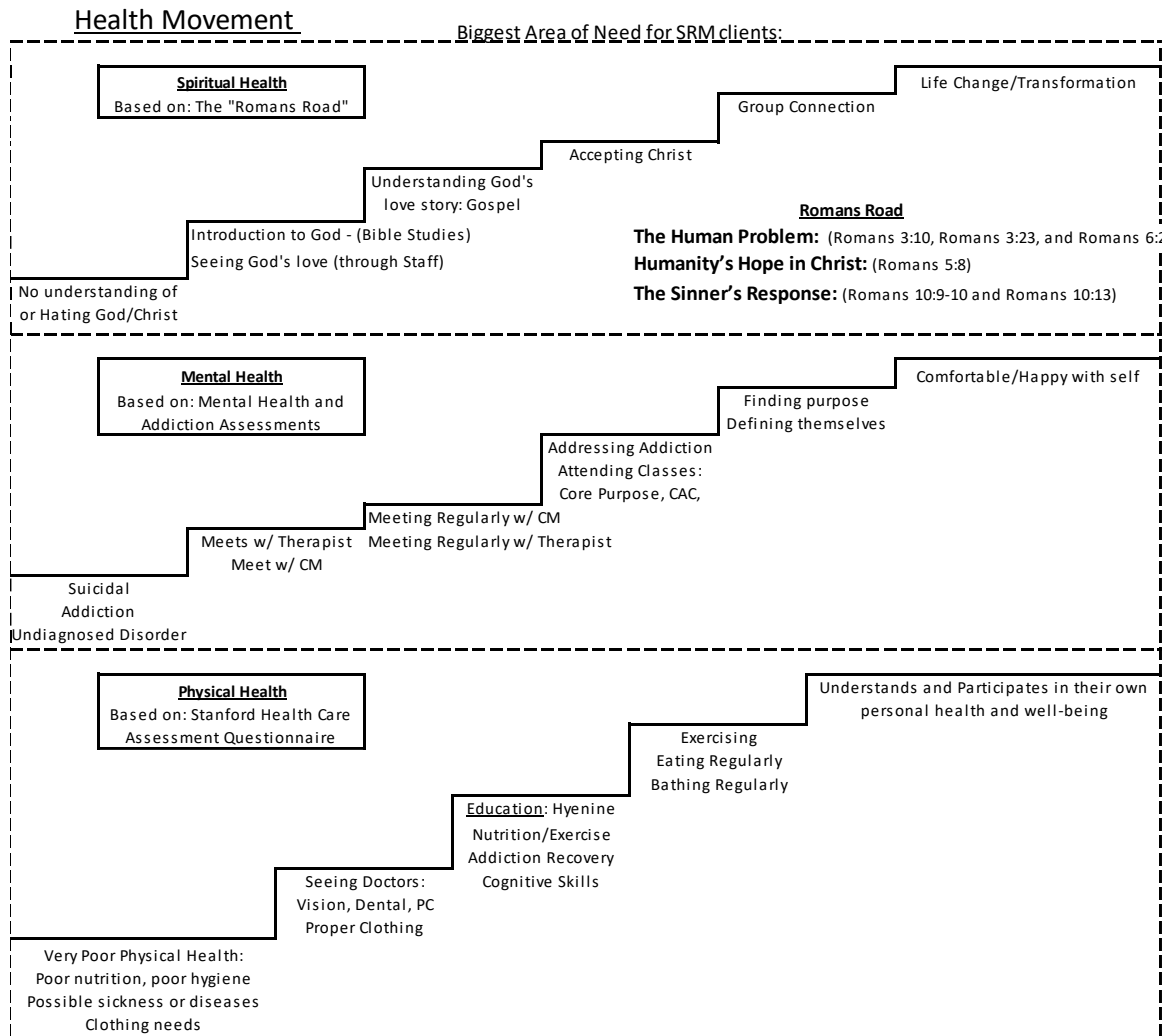 Health Movement
Biggest Area of Need for SRM clients:
Spiritual Health
Based on: The "Romans Road"
Life Change/Transformation
Group Connection
Accepting Christ
Understanding God's
love story: Gospel
Introduction to God - (Bible Studies)
Seeing God's love (through Staff)
No understanding of
or Hating God/Christ
Romans Road
The Human Problem: (Romans 3:10, Romans 3:23, and Romans 6:2
Humanity’s Hope in Christ: (Romans 5:8)
The Sinner’s Response: (Romans 10:9-10 and Romans 10:13)
Mental Health
Based on: Mental Health and
Addiction Assessments
Comfortable/Happy with self
Finding purpose
Defining themselves
Addressing Addiction
Attending Classes:
Core Purpose, CAC,
Meeting Regularly w/ CM
Meeting Regularly w/ Therapist
Meets w/ Therapist
Meet w/ CM
Suicidal
Addiction
Undiagnosed Disorder
Physical Health
Based on: Stanford Health Care
Assessment Questionnaire
Understands and Participates in their own
personal health and well-being
Exercising
Eating Regularly
Bathing Regularly
Education: Hyenine
Nutrition/Exercise
Addiction Recovery
Cognitive Skills
Seeing Doctors:
Vision, Dental, PC
Proper Clothing
Very Poor Physical Health:
Poor nutrition, poor hygiene
Possible sickness or diseases
Clothing needs